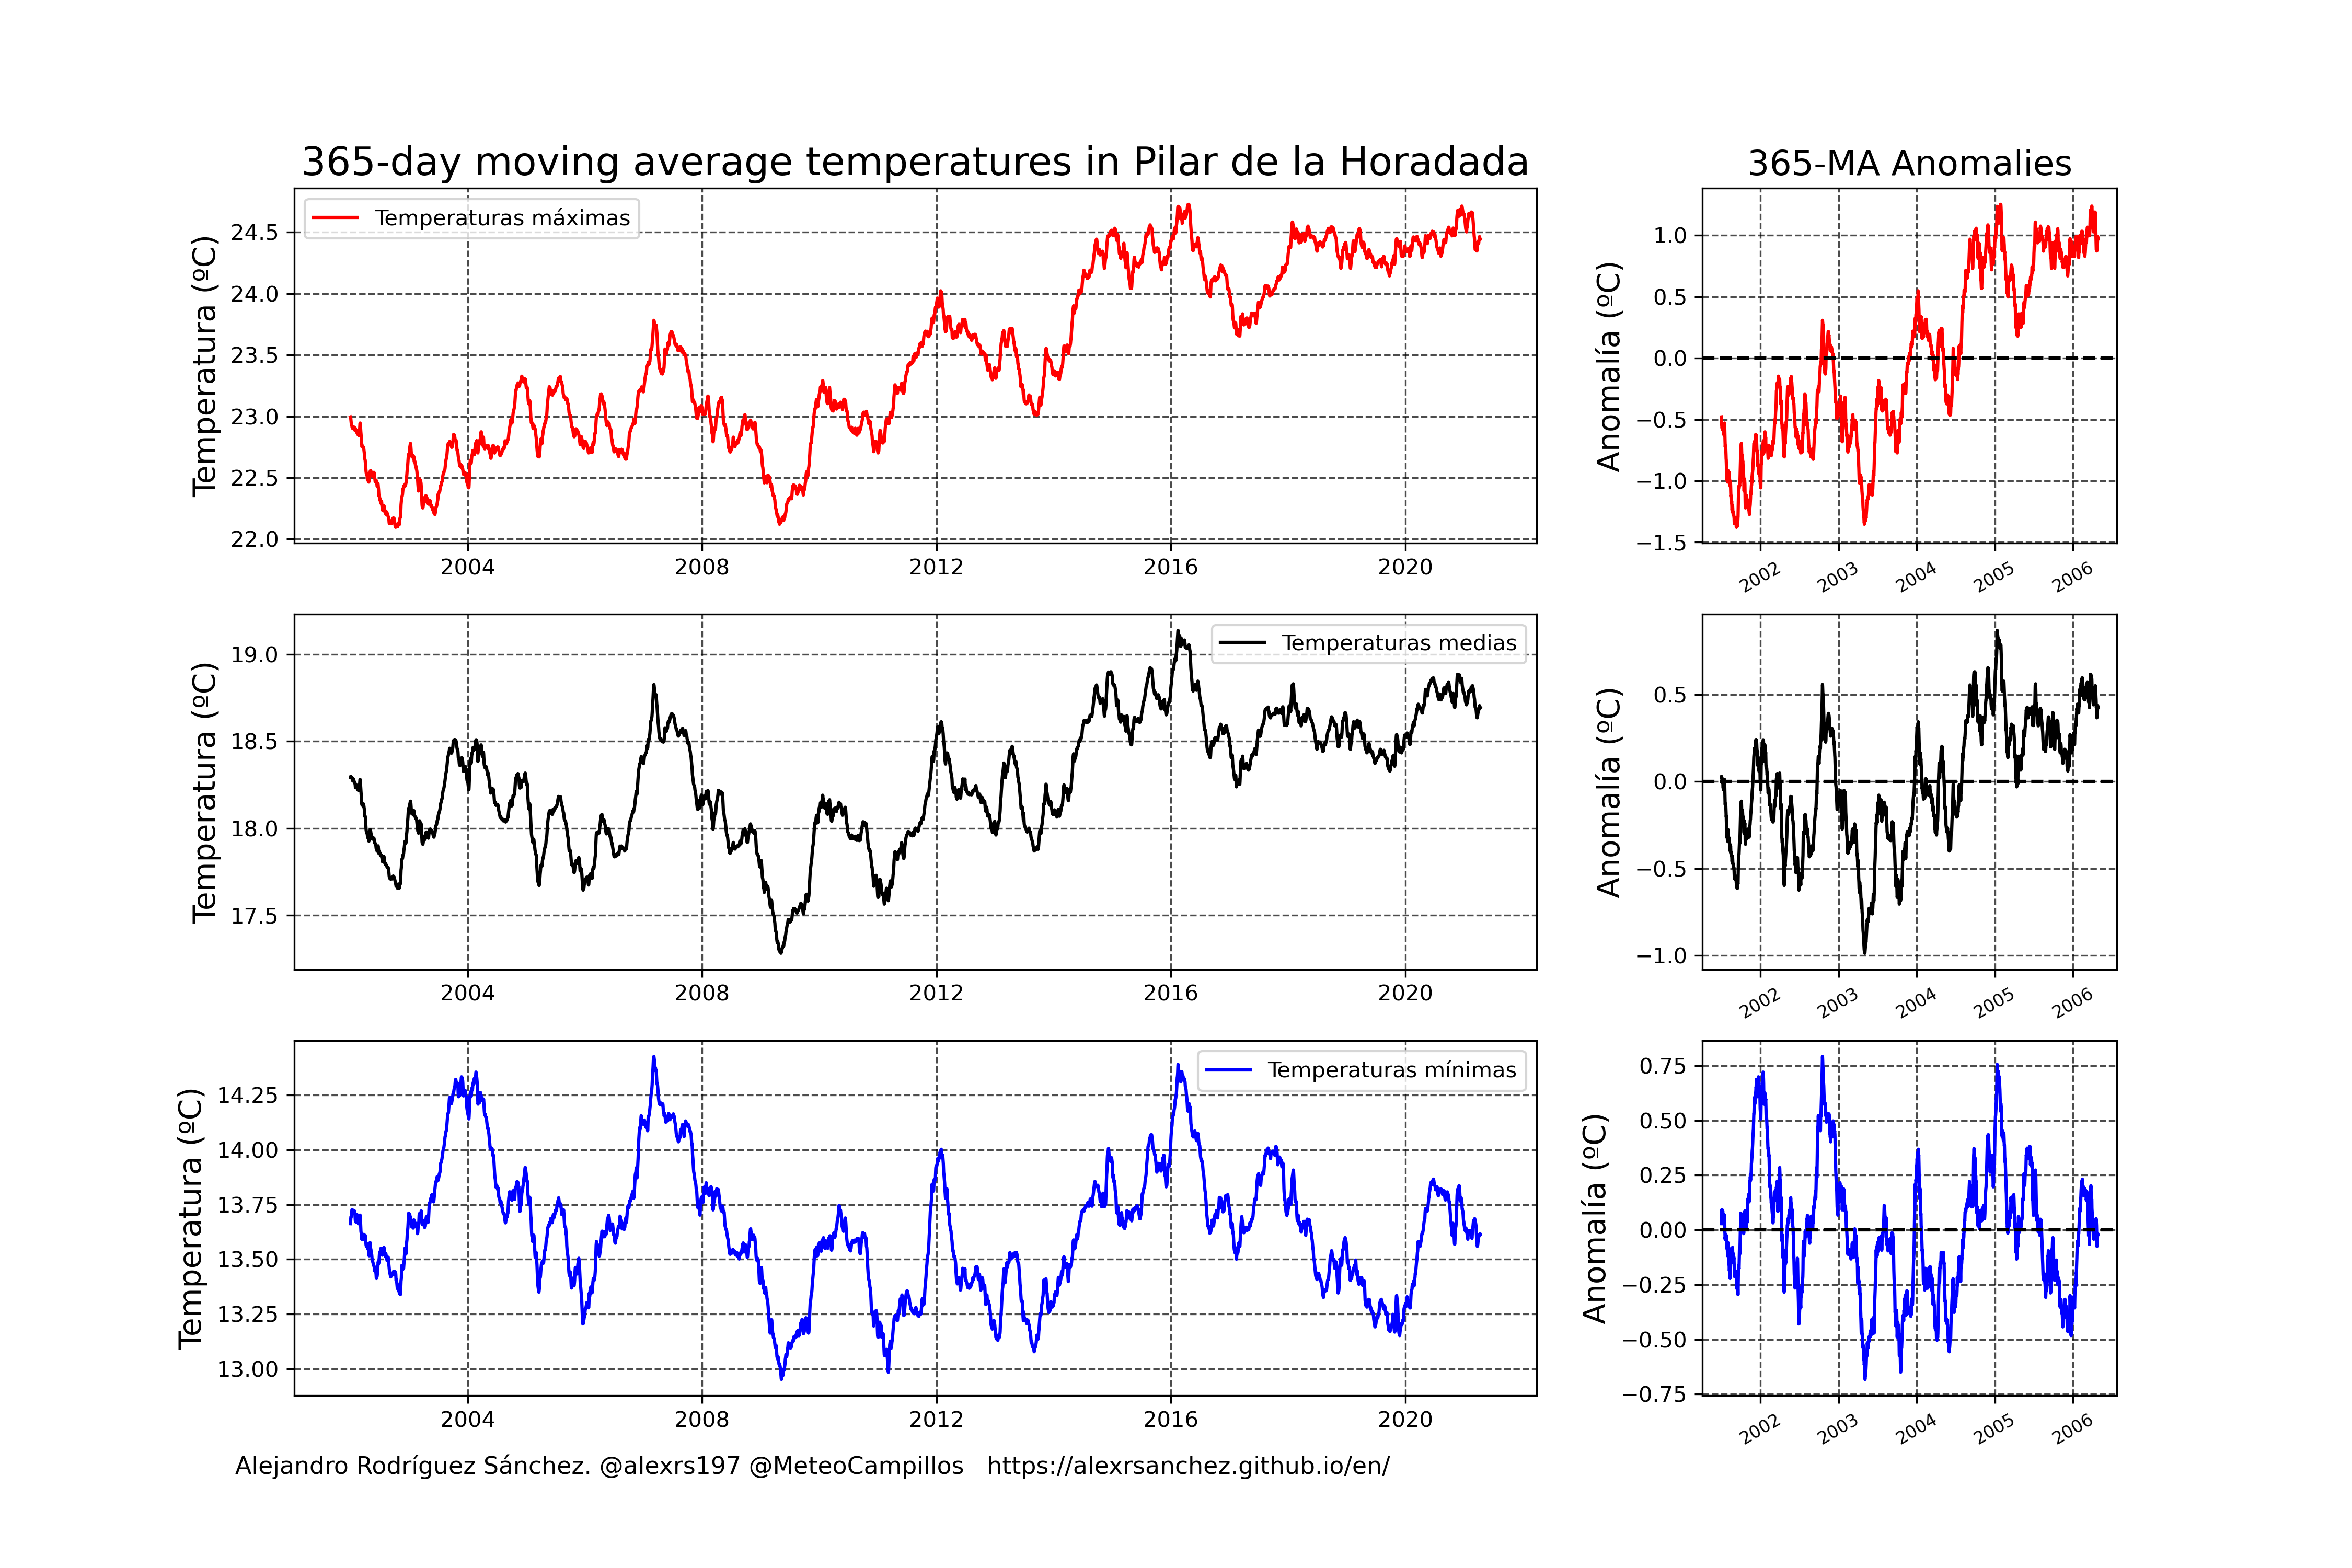 365-day moving average temperatures in Pilar de la Horadada
365-MA Anomalies
Temperatura (ºC)
24.5
24.0
23.5
23.0
22.5
22.0
Temperaturas máximas
2004 2008 2012 2016 2020
Anomalía (ºC)
1.0
0.5
0.0
−0.5
−1.0
−1.5
2002 2003 2004 2005 2006
Temperatura (ºC)
19.0
18.5
18.0
17.5
Temperaturas medias
2004 2008 2012 2016 2020
Anomalía (ºC)
0.5
0.0
−0.5
−1.0
2002 2003 2004 2005 2006
Temperatura (ºC)
14.25
14.00
13.75
13.50
13.25
13.00
Temperaturas mínimas
2004 2008 2012 2016 2020
Anomalía (ºC)
0.75
0.50
0.25
0.00
−0.25
−0.50
−0.75
2002 2003 2004 2005 2006
Alejandro Rodríguez Sánchez. @alexrs197 @MeteoCampillos https://alexrsanchez.github.io/en/